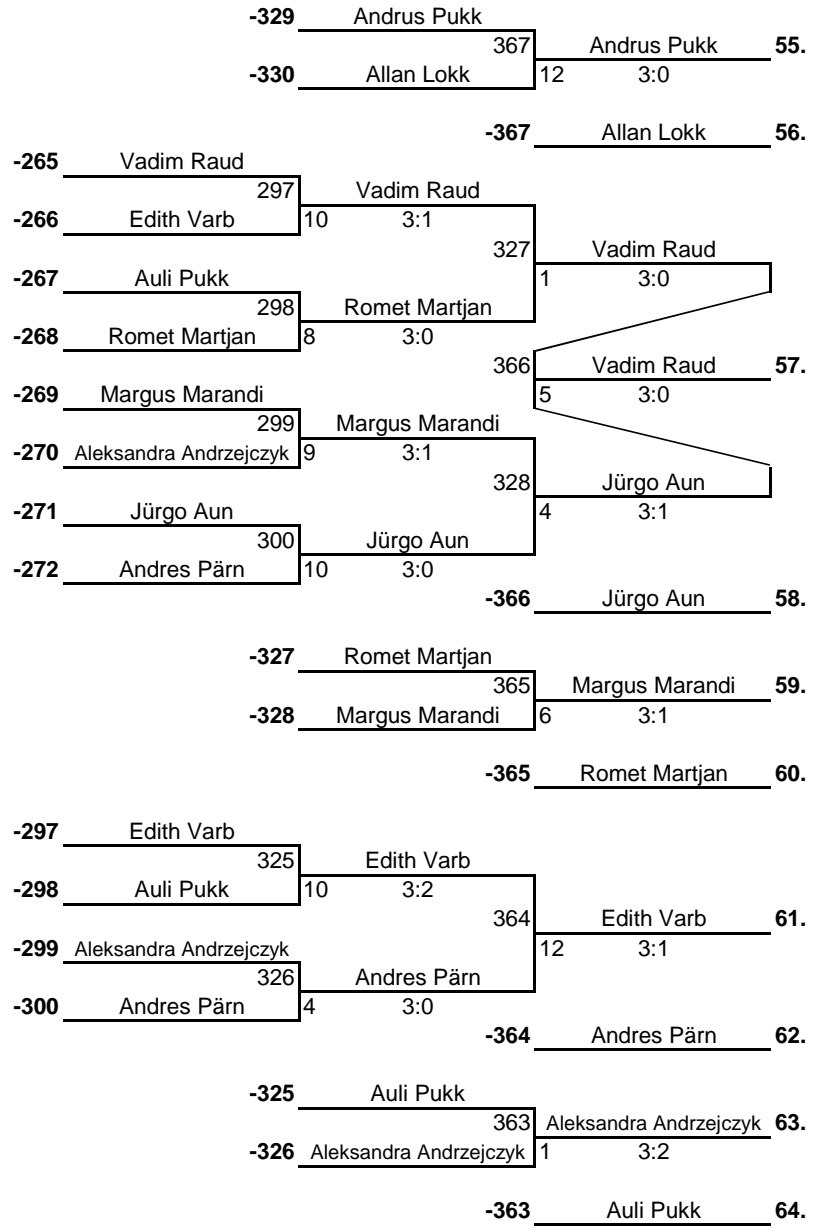 -329 Andrus Pukk
367 Andrus Pukk 55.
-330 Allan Lokk 12 3:0
-367 Allan Lokk 56.
-265 Vadim Raud
297 Vadim Raud
-266 Edith Varb 10 3:1
327 Vadim Raud
-267 Auli Pukk 1 3:0
298 Romet Martjan
-268 Romet Martjan 8 3:0
366 Vadim Raud 57.
-269 Margus Marandi 5 3:0
299 Margus Marandi
-270 Aleksandra Andrzejczyk 9 3:1
328 Jürgo Aun
-271 Jürgo Aun 4 3:1
300 Jürgo Aun
-272 Andres Pärn 10 3:0
-366 Jürgo Aun 58.
-327 Romet Martjan
365 Margus Marandi 59.
-328 Margus Marandi 6 3:1
-365 Romet Martjan 60.
-297 Edith Varb
325 Edith Varb
-298 Auli Pukk 10 3:2
364 Edith Varb 61.
-299 Aleksandra Andrzejczyk 12 3:1
326 Andres Pärn
-300 Andres Pärn 4 3:0
-364 Andres Pärn 62.
-325 Auli Pukk
363 Aleksandra Andrzejczyk 63.
-326 Aleksandra Andrzejczyk 1 3:2
-363 Auli Pukk 64.